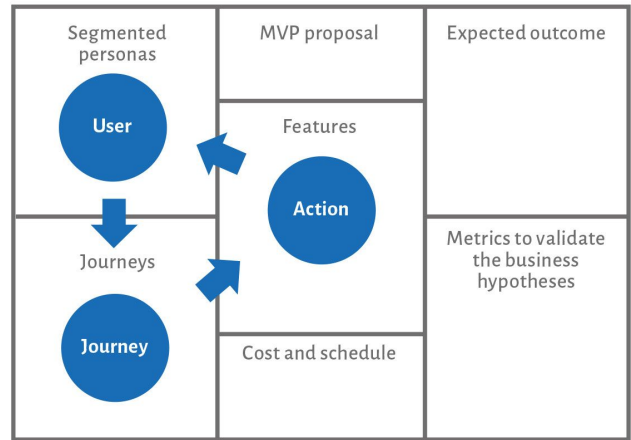 Segmented
personas
User
Journeys
Journey
MVP proposal
Features
Action
Cost and schedule
Expected outcome
Metrics to validate
the business
hypotheses